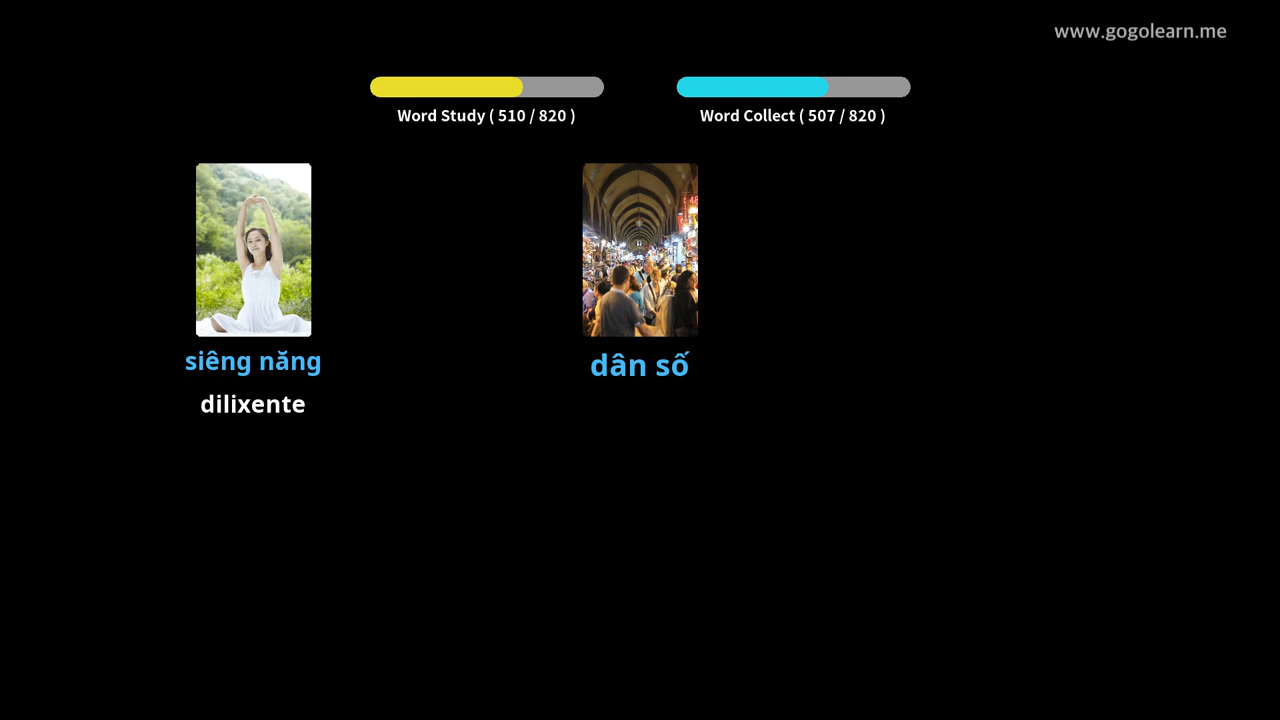 www.gogolearn.me
Word Study ( 510 / 820 )
Word Collect ( 507 / 820 )
siêng năng
dân số
dilixente